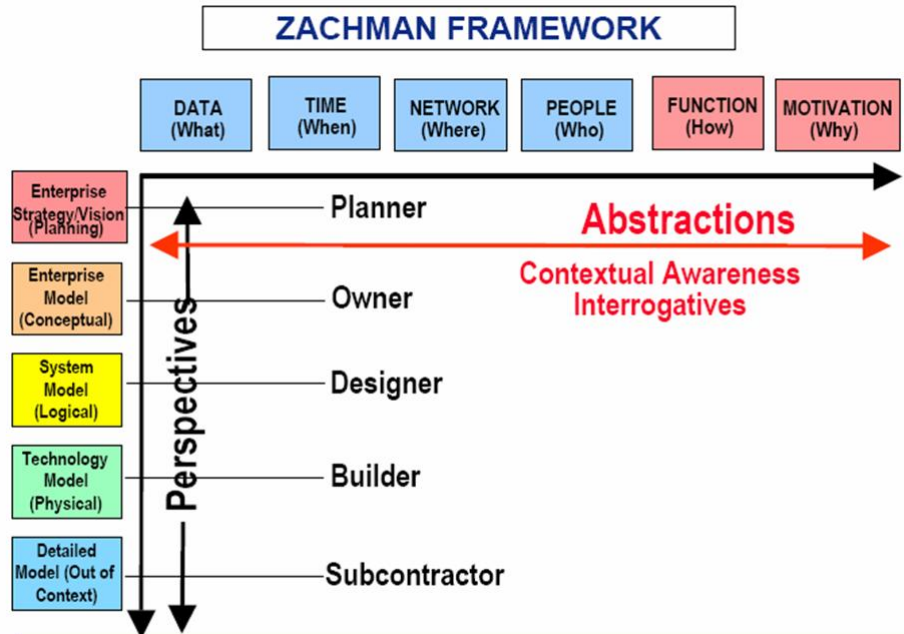 ZACHMAN FRAMEWORK
DATA
(What)
TIME
(When)
NETWORK
(Where)
PEOPLE
(Who)
FUNCTION
(How)
MOTIVATION
(Why)
Enterprise
Strategy/Vision
(Planning)
Planner
Abstractions
Contextual Awareness
Interrogatives
Enterprise
Model
(Conceptual)
Owner
Perspectives
System
Model
(Logical)
Designer
Technology
Model
(Physical)
Builder
Detailed
Model (Out of
Context)
Subcontractor